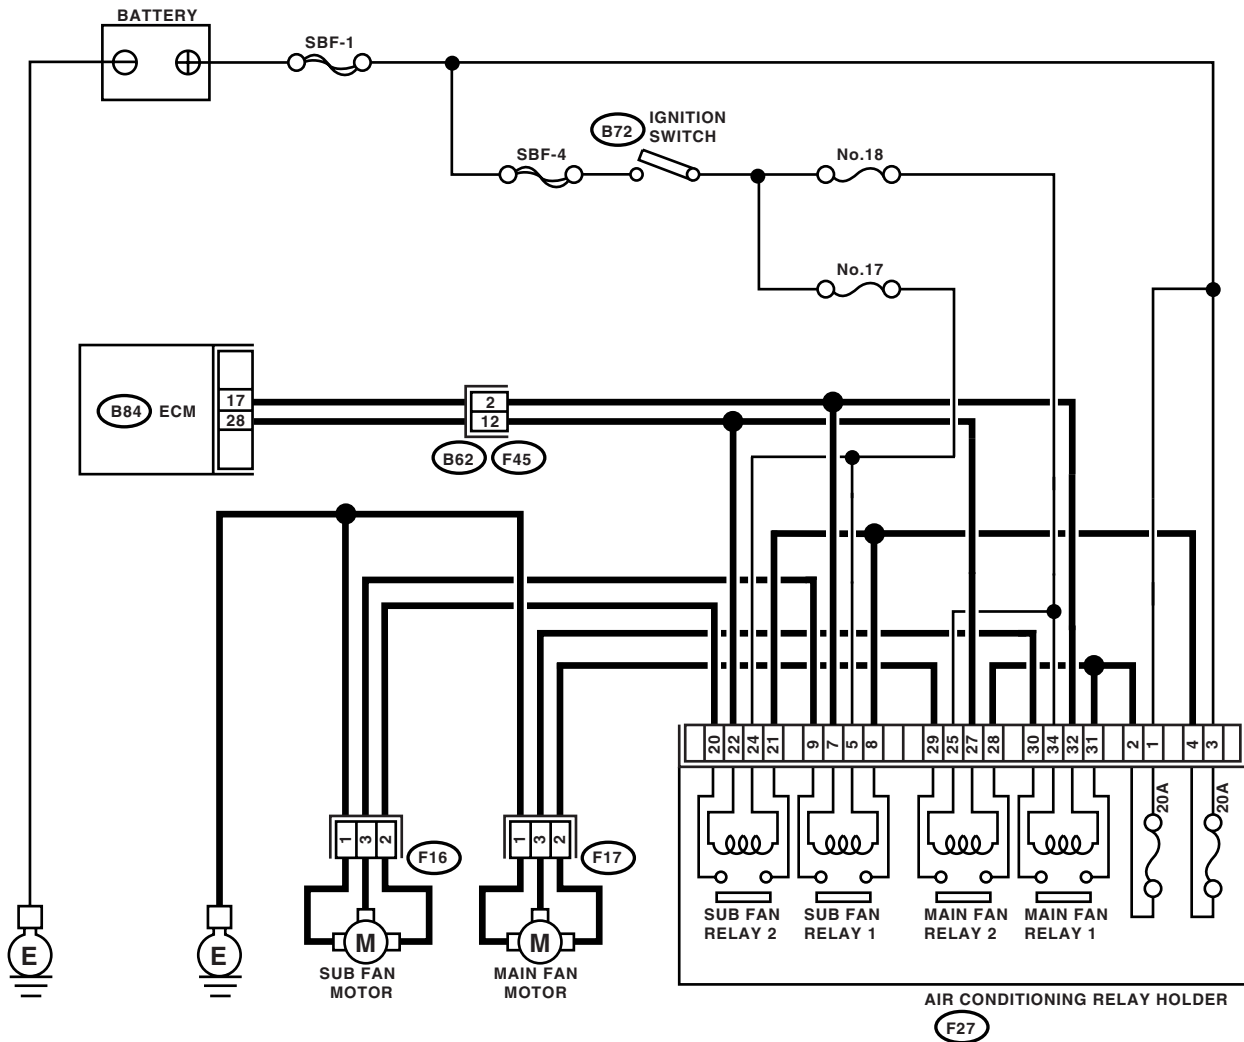 BATTERY
SBF-1
B72
IGNITION
SWITCH
SBF-4
No.18
No.17
B84
ECM
17
28
2
12
B62
F45
20
22
24
21
9
7
5
8
29
25
27
28
30
34
32
31
2
1
4
3
20A
20A
1
3
2
F16
1
3
2
F17
SUB FAN
RELAY 2
SUB FAN
RELAY 1
MAIN FAN
RELAY 2
MAIN FAN
RELAY 1
E
E
M
SUB FAN
MOTOR
M
MAIN FAN
MOTOR
AIR CONDITIONING RELAY HOLDER
F27